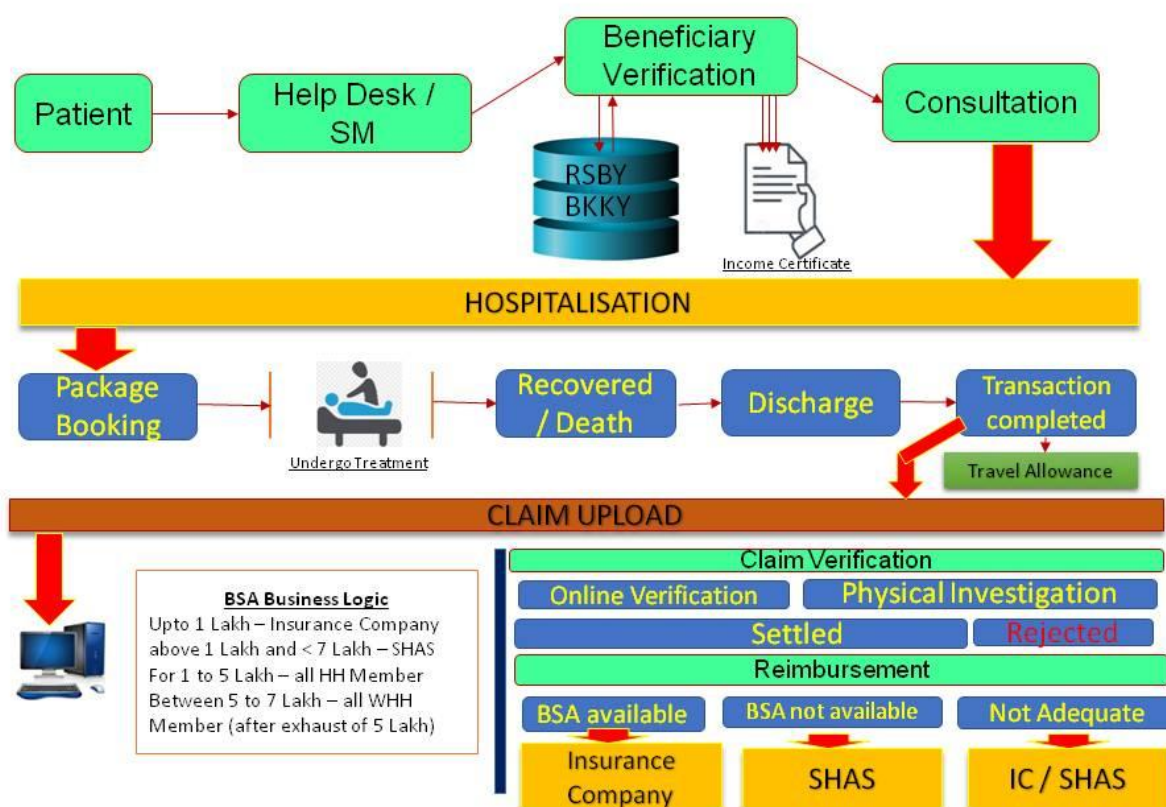 Patient
Help Desk /
SM
Beneficiary
Verification
Consultation
RSBY
BKKY
Income Certificate
HOSPITALISATION
Package
Booking
Undergo Treatment
Recovered
/ Death
Discharge
Transaction
completed
Travel Allowance
CLAIM UPLOAD
BSA Business Logic
Upto 1 Lakh – Insurance Company
above 1 Lakh and < 7 Lakh – SHAS
For 1 to 5 Lakh – all HH Member
Between 5 to 7 Lakh – all WHH
Member (after exhaust of 5 Lakh)
Claim Verification
Online Verification
Physical Investigation
Settled
Rejected
Reimbursement
BSA available
BSA not available
Not Adequate
Insurance
Company
SHAS
IC / SHAS